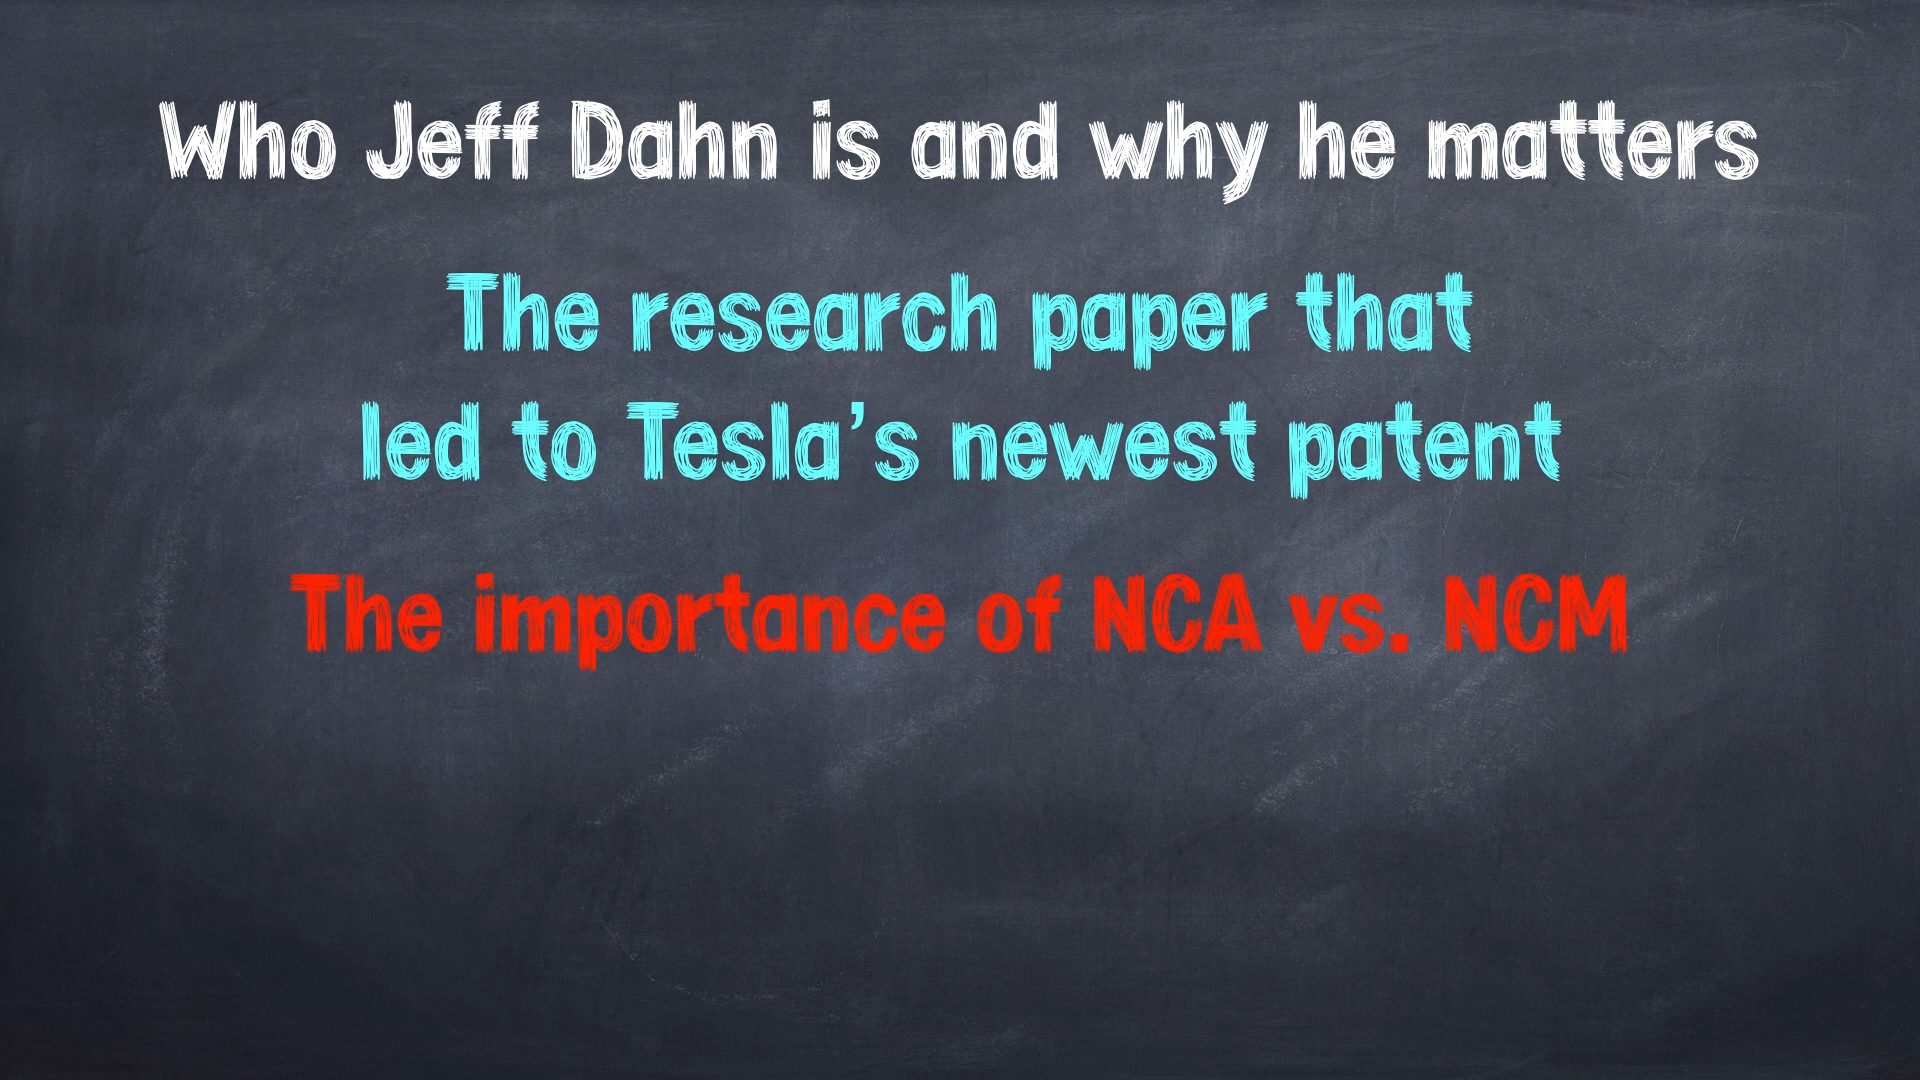 Who Jeff Dahn is and why he matters
The research paper that
led to Tesla’s newest patent
The importance of NCA vs. NCM